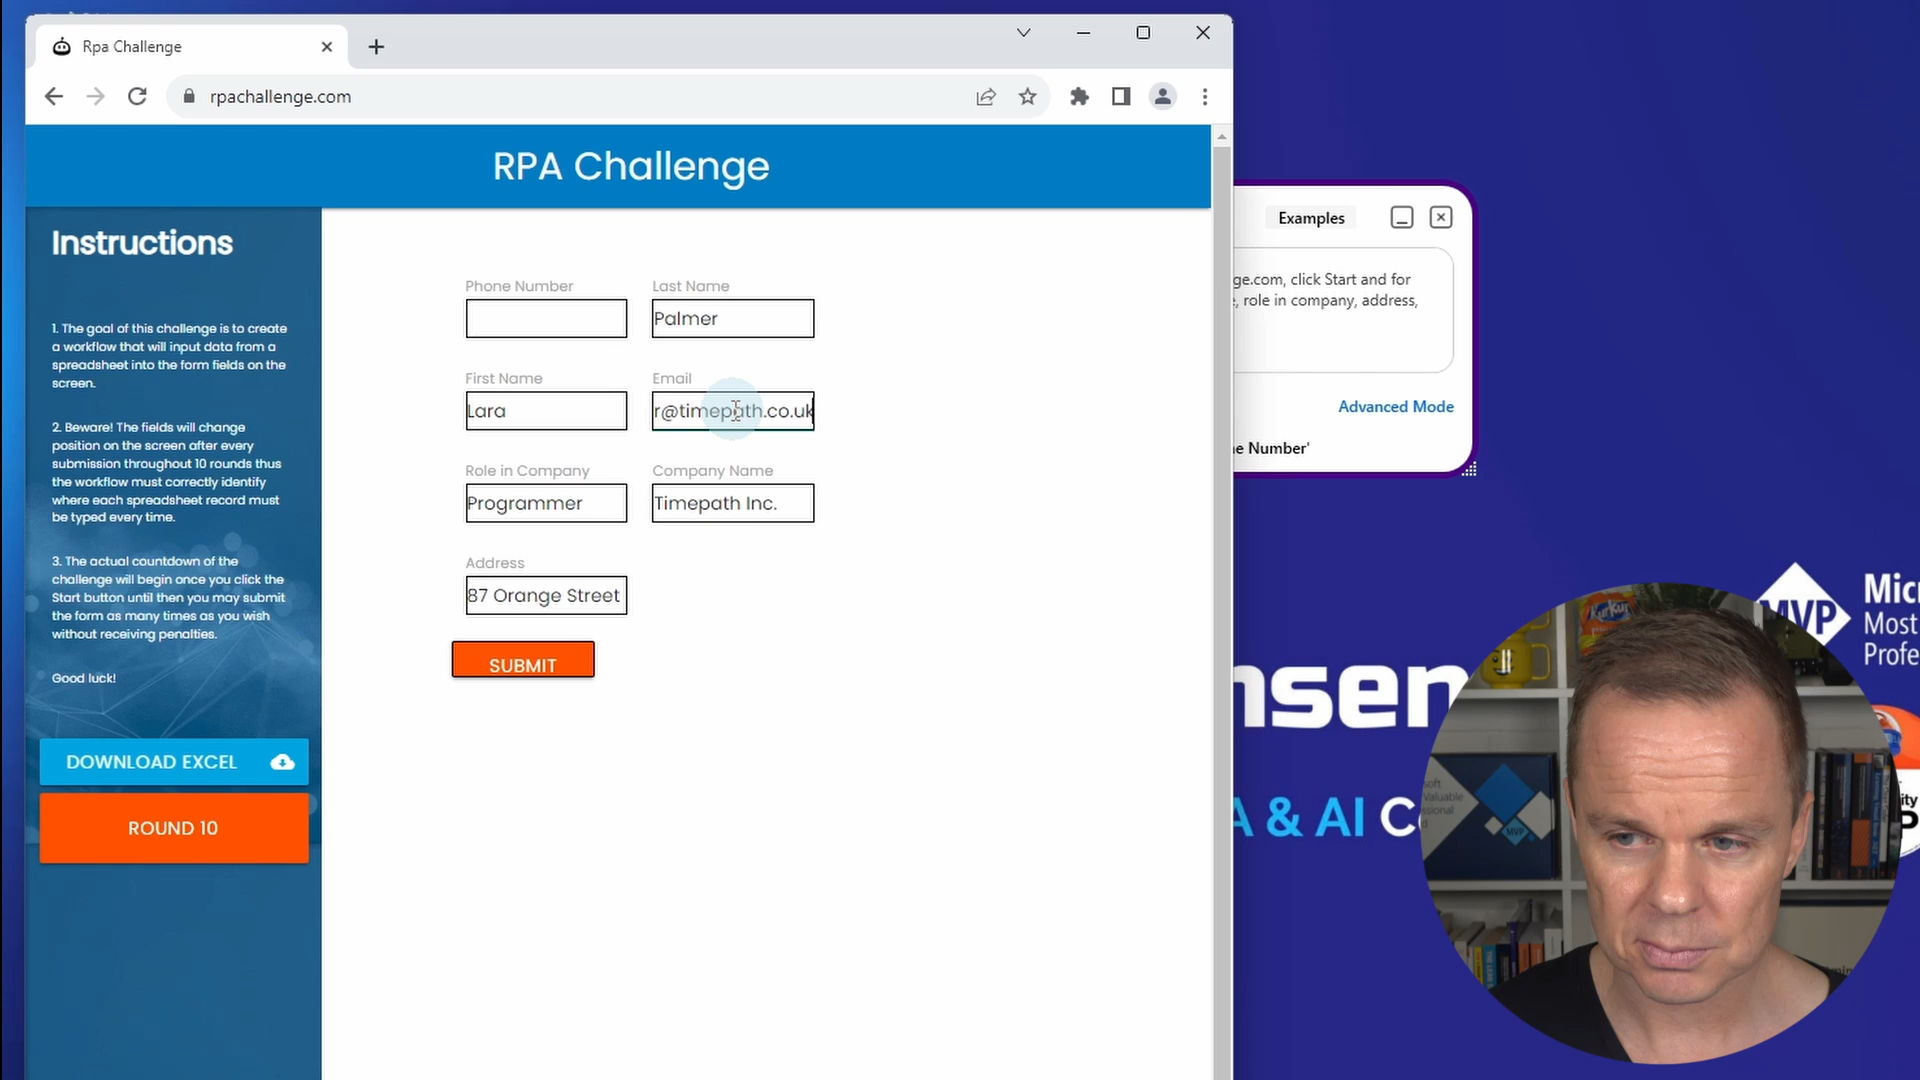 Rpa Challenge
rpachallenge.com
RPA Challenge
Instructions
1. The goal of this challenge is to create
a workflow that will input data from a
spreadsheet into the form fields on the
screen.
2. Beware! The fields will change
position on the screen after every
submission throughout 10 rounds thus
the workflow must correctly identify
where each spreadsheet record must
be typed every time.
3. The actual countdown of the
challenge will begin once you click the
Start button until then you may submit
the form as many times as you wish
without receiving penalties.
Good luck!
DOWNLOAD EXCEL
ROUND 10
Phone Number
Last Name
Palmer
First Name
Lara
Email
r@timepath.co.uk
Role in Company
Programmer
Company Name
Timepath Inc.
Address
87 Orange Street
SUBMIT
Examples
ge.com, click Start and for
, role in company, address,
Advanced Mode
ne Number'
MVP
Micr
Most
Profe
nsen
A & AI Co